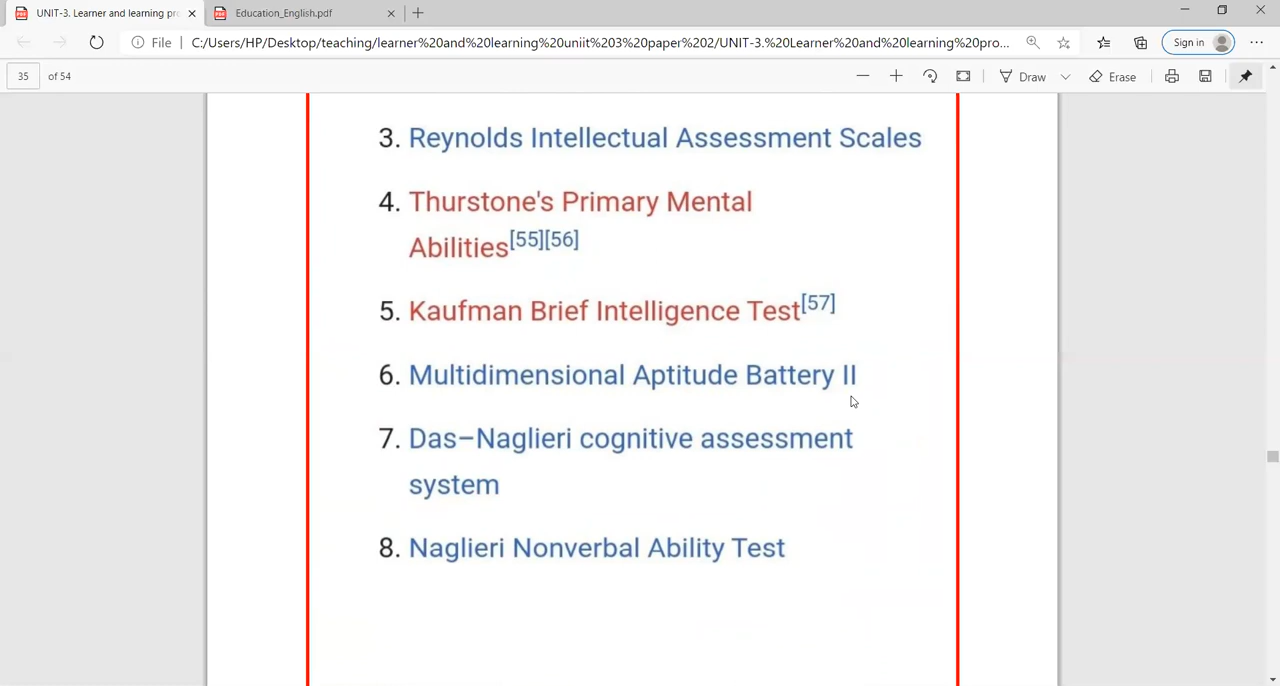 UNIT-3. Learner and learning pr
Education_English.pdf
File
C:/Users/HP/Desktop/teaching/learner%20and%20learning%20uniit%203%20paper%202/UNIT-3.%20Learner%20and%20learning%20pro...
Sign in
35 of 54
Draw
Erase
3. Reynolds Intellectual Assessment Scales
4. Thurstone's Primary Mental
Abilities[55][56]
5. Kaufman Brief Intelligence Test[57]
6. Multidimensional Aptitude Battery II
7. Das–Naglieri cognitive assessment
system
8. Naglieri Nonverbal Ability Test